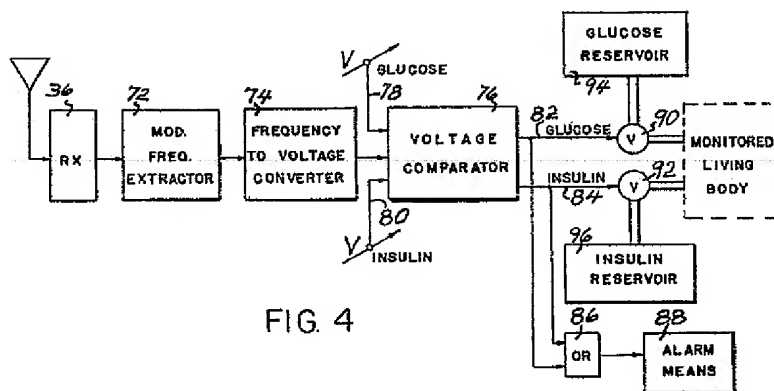 GLUCOSE
RESERVOIR
94
36
72
74
V
GLUCOSE
78
76
82
GLUCOSE
V
90
RX
MOD.
FREQ.
EXTRACTOR
FREQUENCY
TO VOLTAGE
CONVERTER
VOLTAGE
COMPARATOR
MONITORED
LIVING
BODY
INSULIN
84
V
92
80
V
INSULIN
96
INSULIN
RESERVOIR
FIG. 4
86
OR
88
ALARM
MEANS